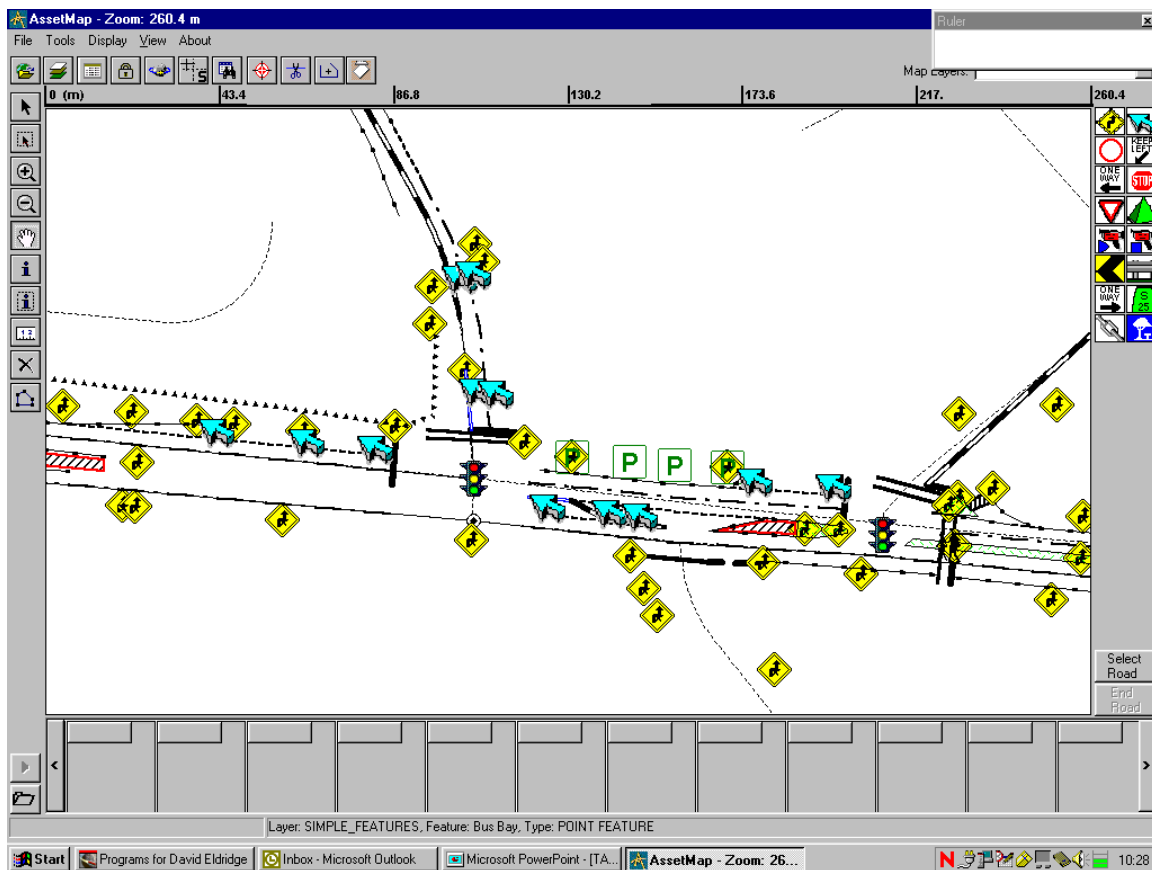 AssetMap - Zoom: 260.4 m
Ruler
File Tools Display View About
Map Layers:
0 (m) 43.4 86.8 130.2 173.6 217. 260.4
KEEP LEFT
ONE WAY
STOP
ONE WAY
S 25
P P P P
Select Road
End Road
Layer: SIMPLE_FEATURES, Feature: Bus Bay, Type: POINT FEATURE
Start Programs for David Eldridge Inbox - Microsoft Outlook Microsoft PowerPoint - [TA... AssetMap - Zoom: 26... N 10:28